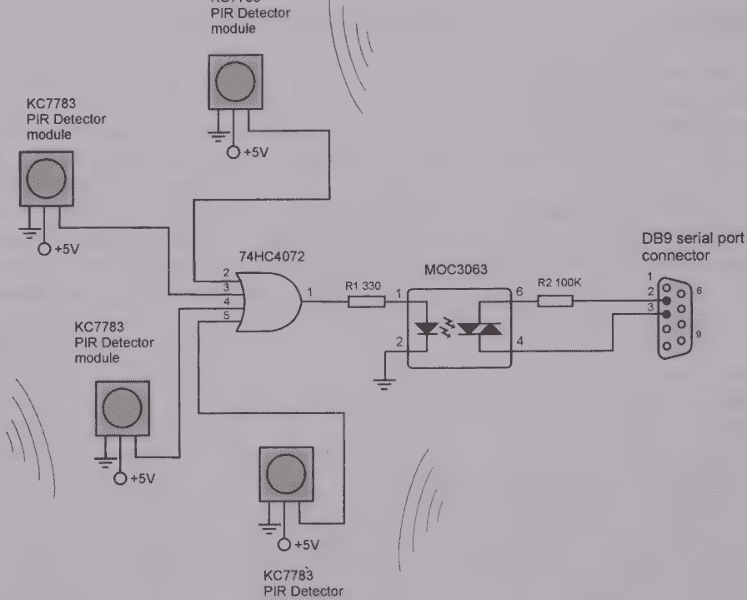 PIR Detector
module
+5V
KC7783
PIR Detector
module
+5V
74HC4072
2
3
4
5
1
R1 330
MOC3063
1
2
6
4
R2 100K
DB9 serial port
connector
1
2
3
6
9
KC7783
PIR Detector
module
+5V
+5V
KC7783
PIR Detector